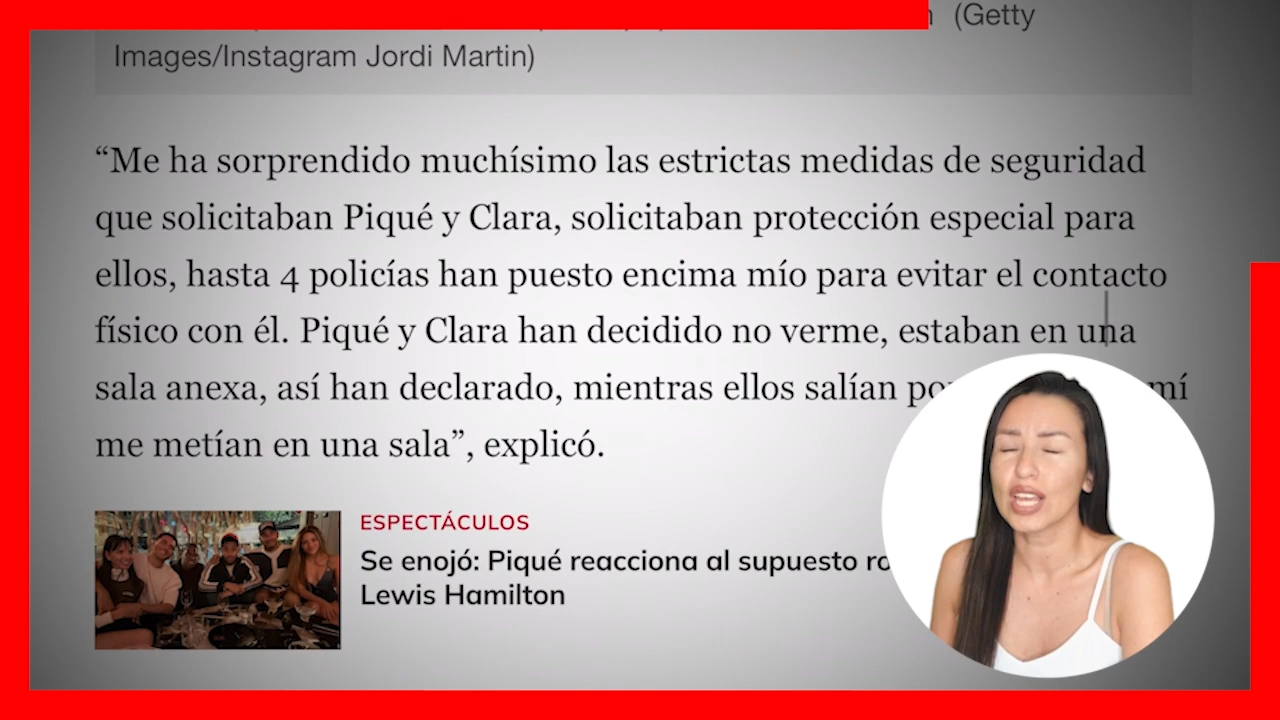 (Getty
Images/Instagram Jordi Martin)
“Me ha sorprendido muchísimo las estrictas medidas de seguridad
que solicitaban Piqué y Clara, solicitaban protección especial para
ellos, hasta 4 policías han puesto encima mío para evitar el contacto
físico con él. Piqué y Clara han decidido no verme, estaban en una
sala anexa, así han declarado, mientras ellos salían mí
me metían en una sala”, explicó.
ESPECTÁCULOS
Se enojó: Piqué reacciona al supuesto
Lewis Hamilton